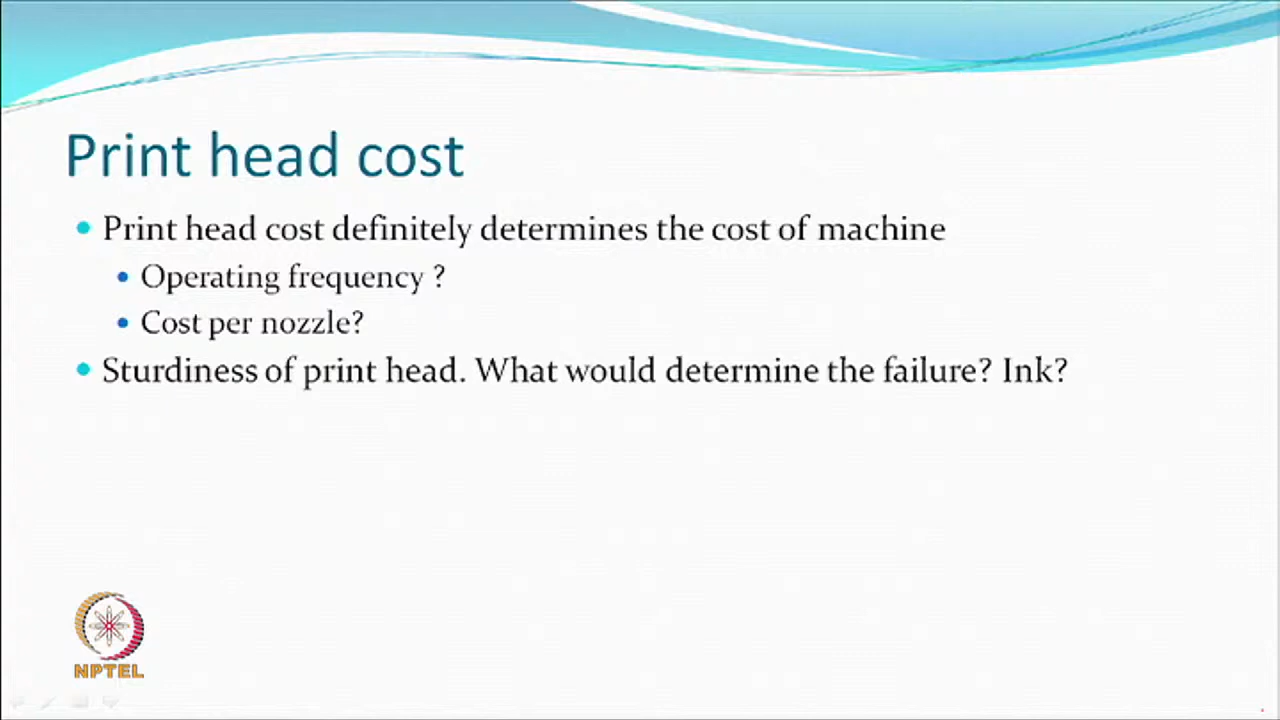 Print head cost
Print head cost definitely determines the cost of machine
Operating frequency ?
Cost per nozzle?
Sturdiness of print head. What would determine the failure? Ink?
NPTEL